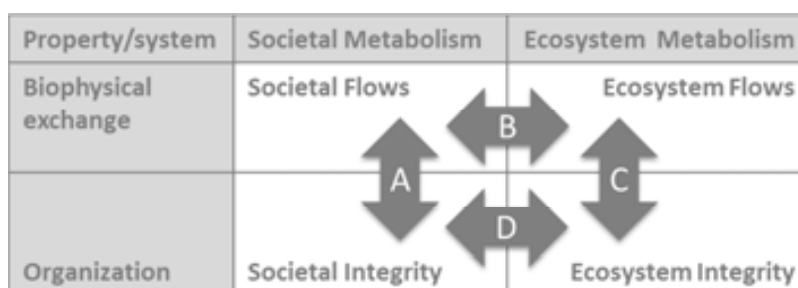 Property/system Societal Metabolism Ecosystem Metabolism
Biophysical exchange Societal Flows Ecosystem Flows
B
A C
D
Organization Societal Integrity Ecosystem Integrity